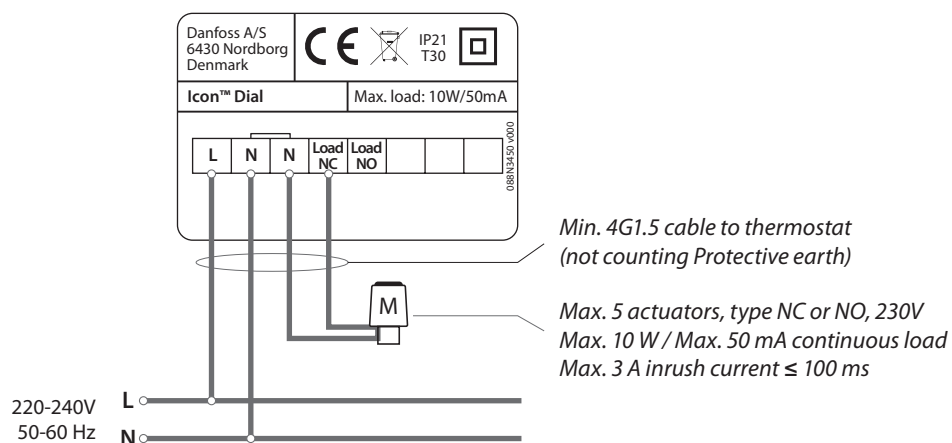 Danfoss A/S
6430 Nordborg
Denmark
CE
IP21
T30
Icon™ Dial
Max. load: 10W/50mA
L N N Load NC Load NO
088N3450 v000
Min. 4G1.5 cable to thermostat
(not counting Protective earth)
M
Max. 5 actuators, type NC or NO, 230V
Max. 10 W / Max. 50 mA continuous load
Max. 3 A inrush current ≤ 100 ms
220-240V
50-60 Hz
L
N